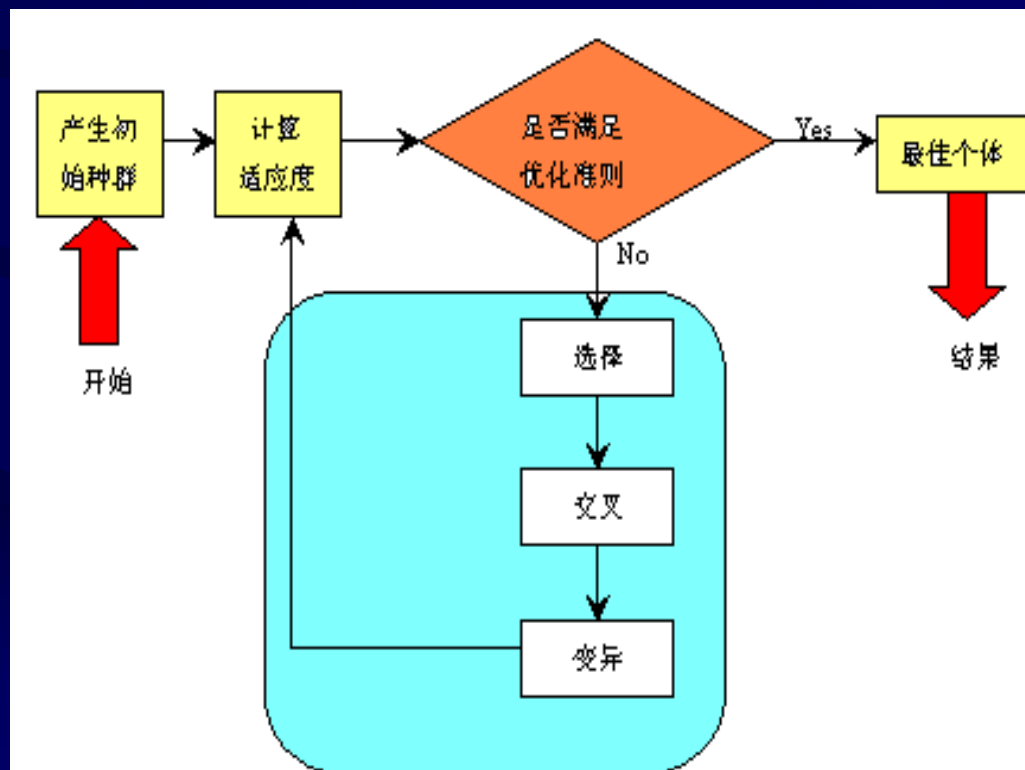 产生初
始种群
计算
适应度
是否满足
优化准则
Yes
最佳个体
No
开始
结果
选择
交叉
变异